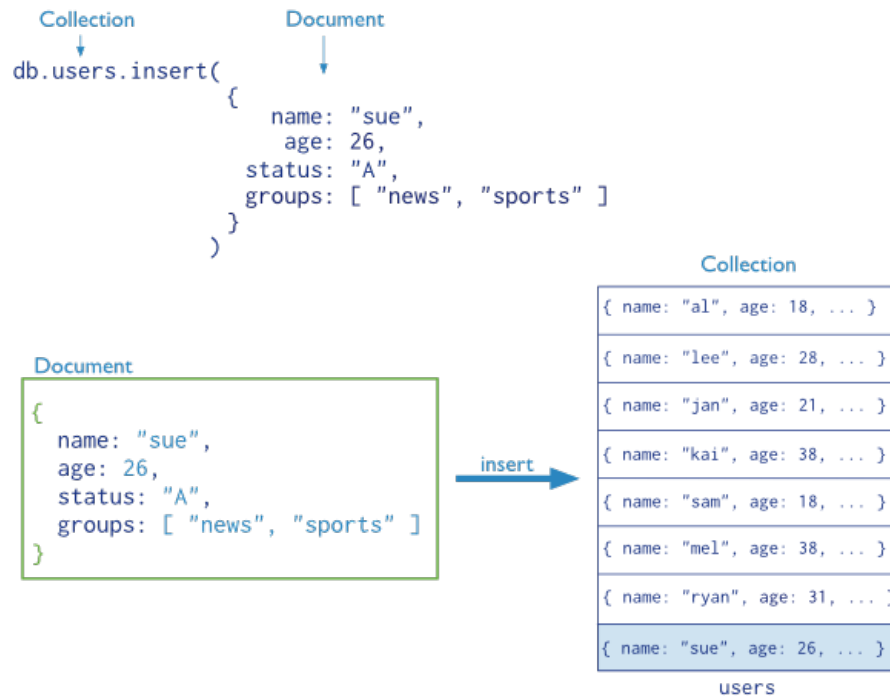 Collection Document
db.users.insert(
{
name: "sue",
age: 26,
status: "A",
groups: [ "news", "sports" ]
}
)
Document
{
name: "sue",
age: 26,
status: "A",
groups: [ "news", "sports" ]
}
insert
Collection
{ name: "al", age: 18, ... }
{ name: "lee", age: 28, ... }
{ name: "jan", age: 21, ... }
{ name: "kai", age: 38, ... }
{ name: "sam", age: 18, ... }
{ name: "mel", age: 38, ... }
{ name: "ryan", age: 31, ... }
{ name: "sue", age: 26, ... }
users